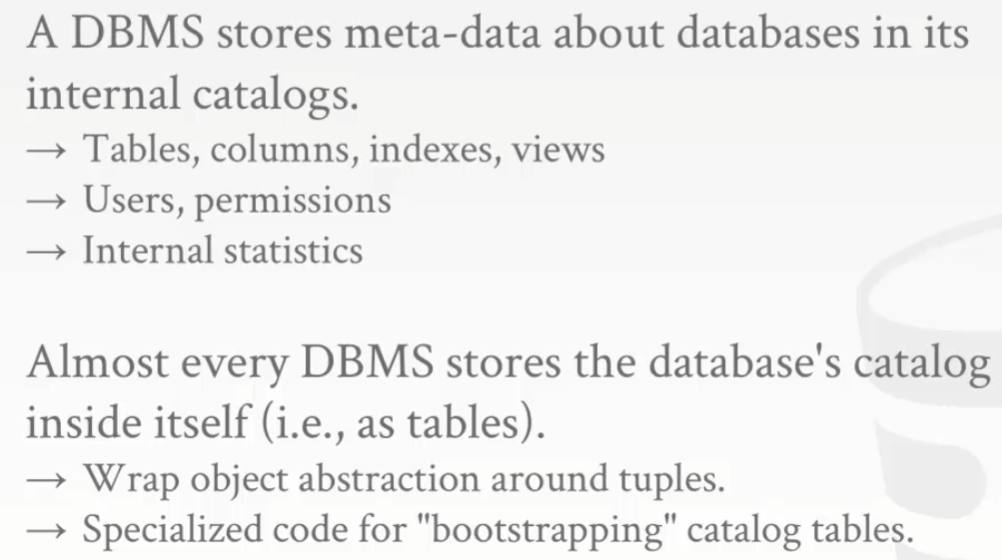 A DBMS stores meta-data about databases in its
internal catalogs.
→ Tables, columns, indexes, views
→ Users, permissions
→ Internal statistics
Almost every DBMS stores the database's catalog
inside itself (i.e., as tables).
→ Wrap object abstraction around tuples.
→ Specialized code for "bootstrapping" catalog tables.